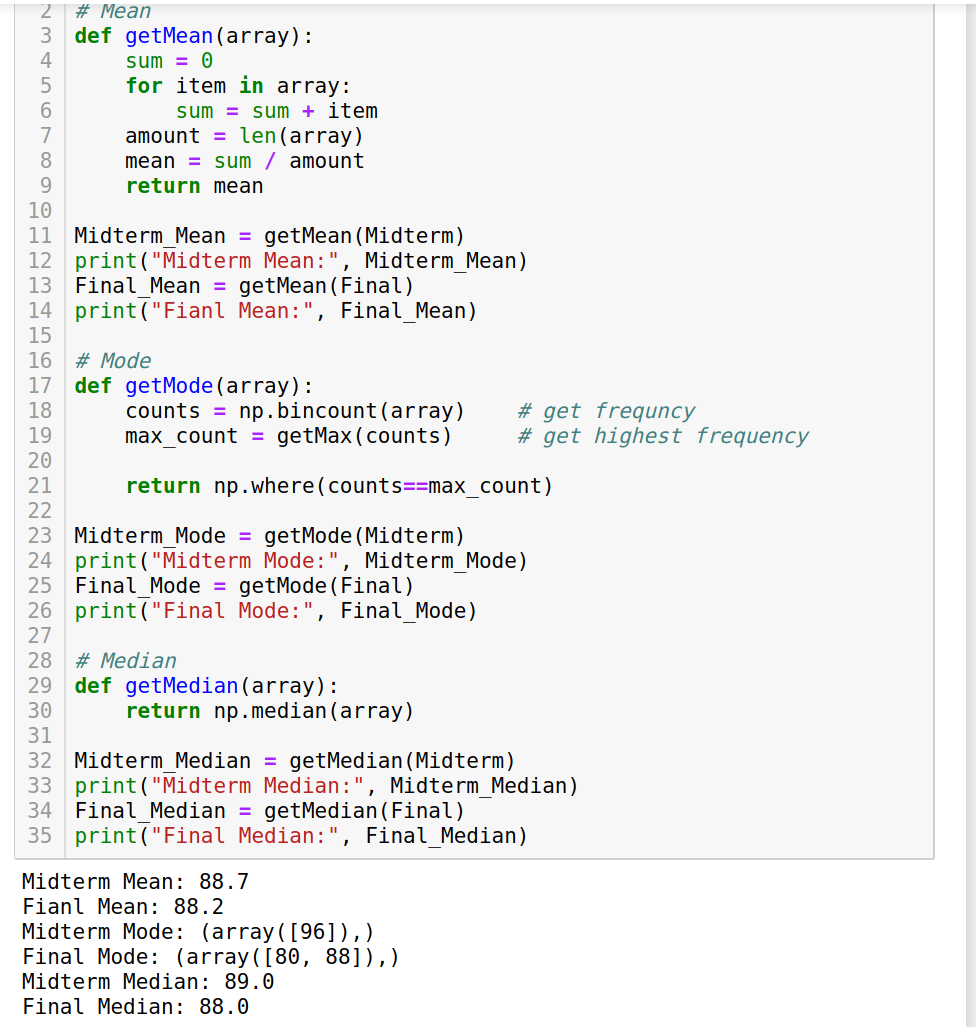 2 # Mean
3 def getMean(array):
4     sum = 0
5     for item in array:
6         sum = sum + item
7     amount = len(array)
8     mean = sum / amount
9     return mean
10
11 Midterm_Mean = getMean(Midterm)
12 print("Midterm Mean:", Midterm_Mean)
13 Final_Mean = getMean(Final)
14 print("Fianl Mean:", Final_Mean)
15
16 # Mode
17 def getMode(array):
18     counts = np.bincount(array)    # get frequncy
19     max_count = getMax(counts)     # get highest frequency
20
21     return np.where(counts==max_count)
22
23 Midterm_Mode = getMode(Midterm)
24 print("Midterm Mode:", Midterm_Mode)
25 Final_Mode = getMode(Final)
26 print("Final Mode:", Final_Mode)
27
28 # Median
29 def getMedian(array):
30     return np.median(array)
31
32 Midterm_Median = getMedian(Midterm)
33 print("Midterm Median:", Midterm_Median)
34 Final_Median = getMedian(Final)
35 print("Final Median:", Final_Median)
Midterm Mean: 88.7
Fianl Mean: 88.2
Midterm Mode: (array([96]),)
Final Mode: (array([80, 88]),)
Midterm Median: 89.0
Final Median: 88.0